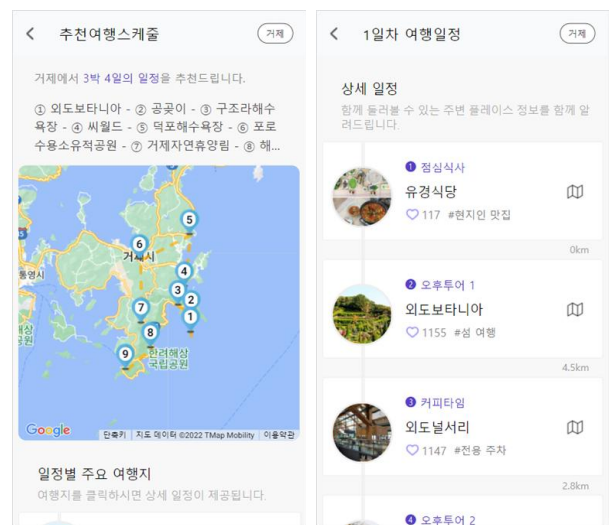 추천여행스케줄
거제
거제에서 3박 4일의 일정을 추천드립니다.
① 외도보타니아 - ② 공곶이 - ③ 구조라해수
욕장 - ④ 씨월드 - ⑤ 덕포해수욕장 - ⑥ 포로
수용소유적공원 - ⑦ 거제자연휴양림 - ⑧ 해...
5
6
거제시
통영시
4
3
2
7
1
8
9
한려해상
국립공원
Google
단축키
지도 데이터 ©2022 TMap Mobility
이용약관
일정별 주요 여행지
여행지를 클릭하시면 상세 일정이 제공됩니다.
1일차 여행일정
거제
상세 일정
함께 둘러볼 수 있는 주변 플레이스 정보를 함께 알
려드립니다.
❶ 점심식사
유경식당
117 #현지인 맛집
0km
❷ 오후투어 1
외도보타니아
1155 #섬 여행
4.5km
❸ 커피타임
외도널서리
1147 #전용 주차
2.8km
❹ 오후투어 2